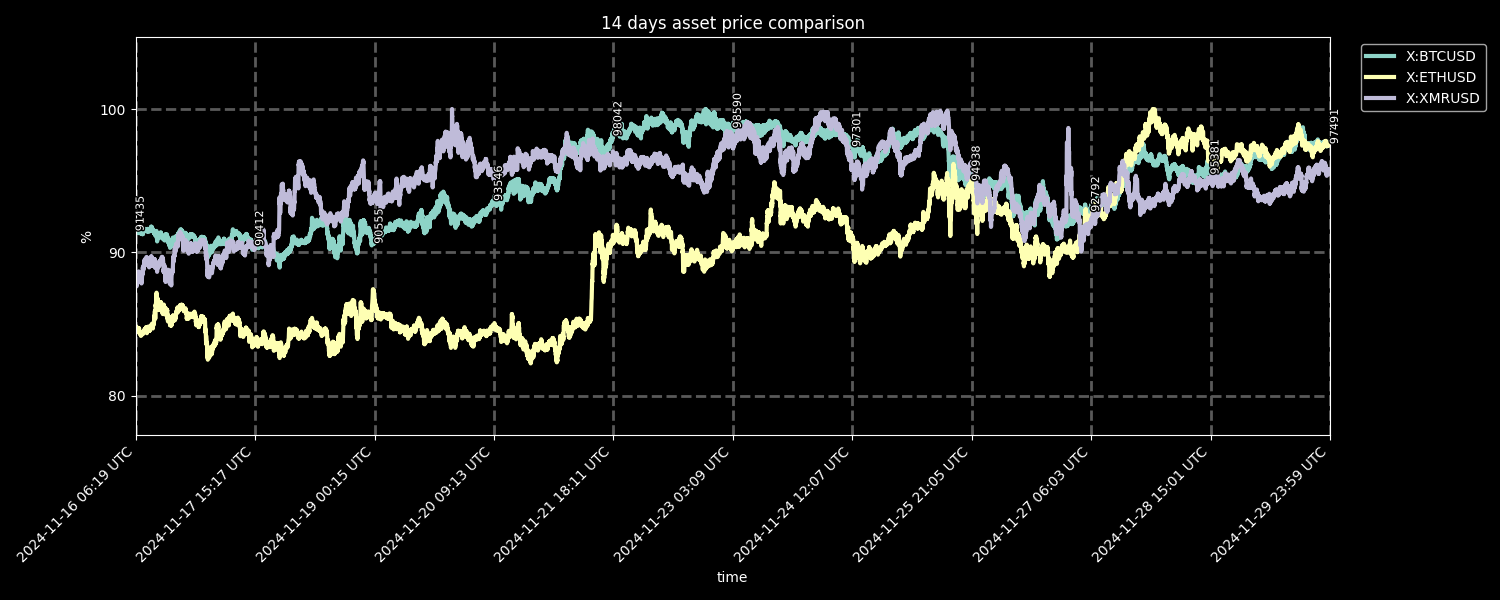 14 days asset price comparison
X:BTCUSD
X:ETHUSD
X:XMRUSD
100
90
80
%
91435
90412
90555
93546
98042
98590
97301
94938
92792
95381
97491
2024-11-16 06:19 UTC
2024-11-17 15:17 UTC
2024-11-19 00:15 UTC
2024-11-20 09:13 UTC
2024-11-21 18:11 UTC
2024-11-23 03:09 UTC
2024-11-24 12:07 UTC
2024-11-25 21:05 UTC
2024-11-27 06:03 UTC
2024-11-28 15:01 UTC
2024-11-29 23:59 UTC
time